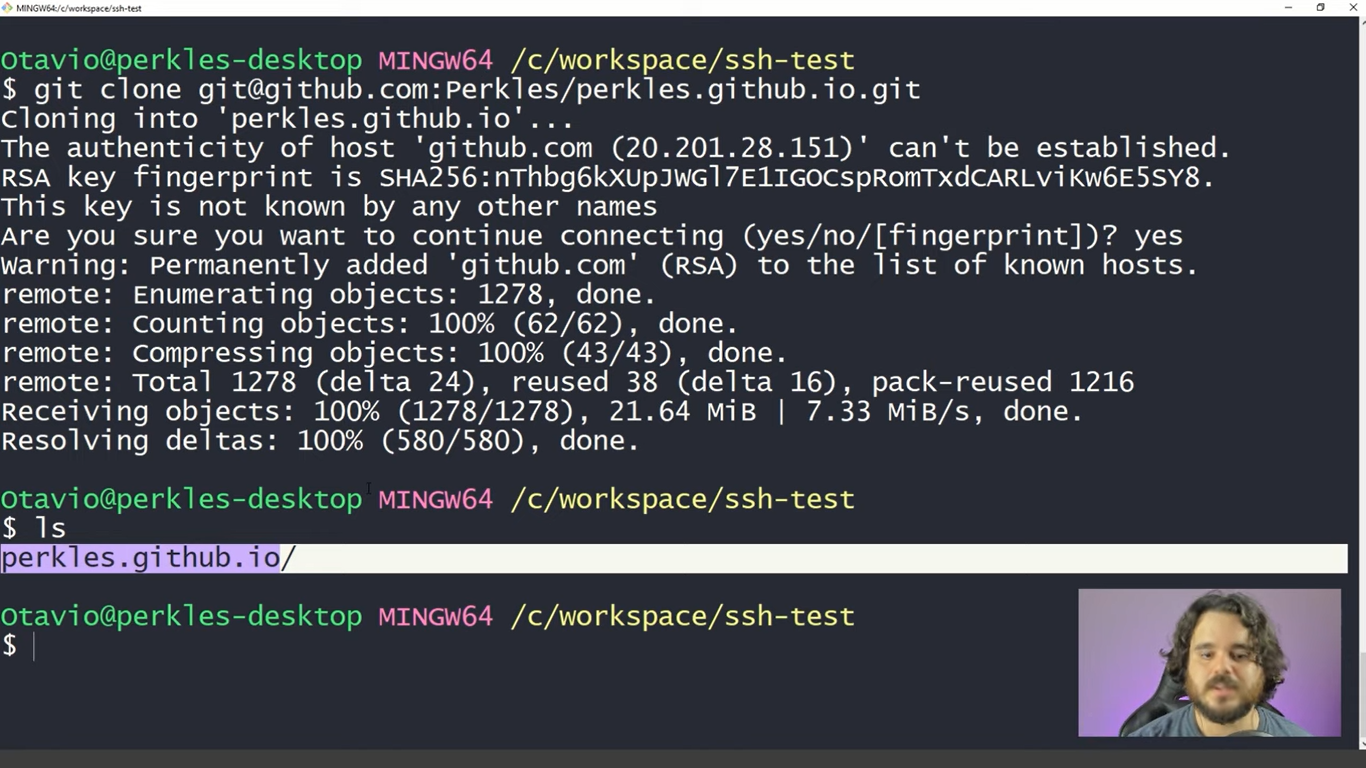 MINGW64:/c/workspace/ssh-test
Otavio@perkles-desktop MINGW64 /c/workspace/ssh-test
$ git clone git@github.com:Perkles/perkles.github.io.git
Cloning into 'perkles.github.io'...
The authenticity of host 'github.com (20.201.28.151)' can't be established.
RSA key fingerprint is SHA256:nThbg6kXUpJWGl7E1IGOCspRomTxdCARLviKw6E5SY8.
This key is not known by any other names
Are you sure you want to continue connecting (yes/no/[fingerprint])? yes
Warning: Permanently added 'github.com' (RSA) to the list of known hosts.
remote: Enumerating objects: 1278, done.
remote: Counting objects: 100% (62/62), done.
remote: Compressing objects: 100% (43/43), done.
remote: Total 1278 (delta 24), reused 38 (delta 16), pack-reused 1216
Receiving objects: 100% (1278/1278), 21.64 MiB | 7.33 MiB/s, done.
Resolving deltas: 100% (580/580), done.
Otavio@perkles-desktop MINGW64 /c/workspace/ssh-test
$ ls
perkles.github.io/
Otavio@perkles-desktop MINGW64 /c/workspace/ssh-test
$